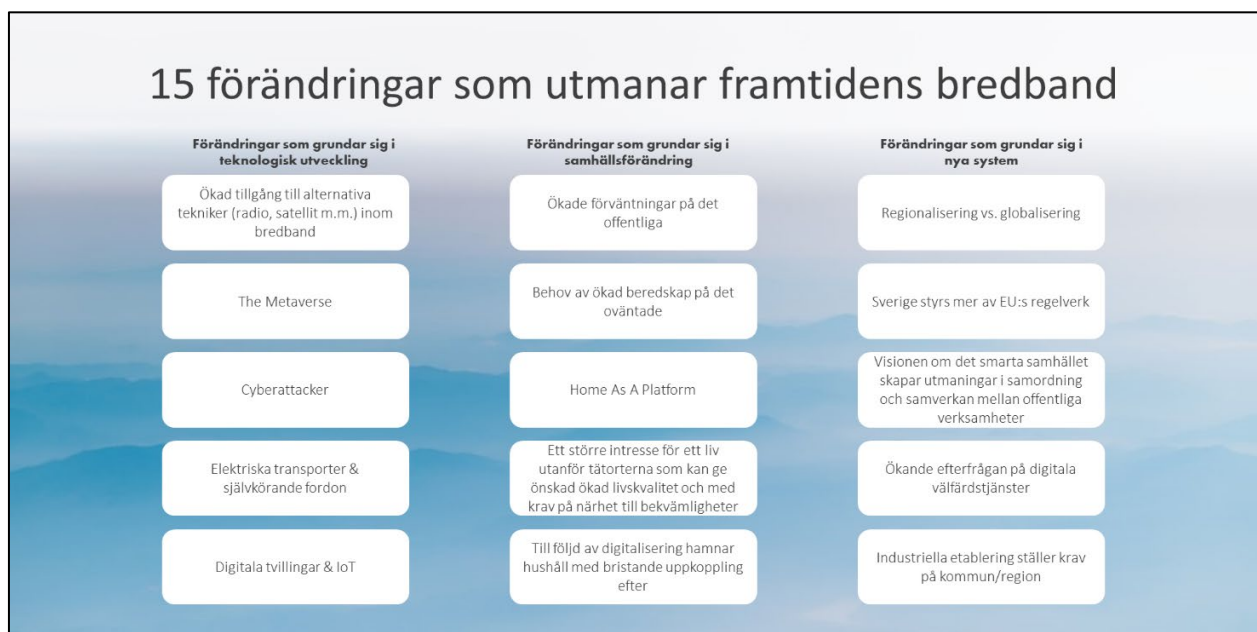 15 förändringar som utmanar framtidens bredband
Förändringar som grundar sig i
teknologisk utveckling
Ökad tillgång till alternativa
tekniker (radio, satellit m.m.) inom
bredband
The Metaverse
Cyberattacker
Elektriska transporter &
självkörande fordon
Digitala tvillingar & IoT
Förändringar som grundar sig i
samhällsförändring
Ökade förväntningar på det
offentliga
Behov av ökad beredskap på det
oväntade
Home As A Platform
Ett större intresse för ett liv
utanför tätorterna som kan ge
önskad ökad livskvalitet och med
krav på närhet till bekvämligheter
Till följd av digitalisering hamnar
hushåll med bristande uppkoppling
efter
Förändringar som grundar sig i
nya system
Regionalisering vs. globalisering
Sverige styrs mer av EU:s regelverk
Visionen om det smarta samhället
skapar utmaningar i samordning
och samverkan mellan offentliga
verksamheter
Ökande efterfrågan på digitala
välfärdstjänster
Industriella etablering ställer krav
på kommun/region